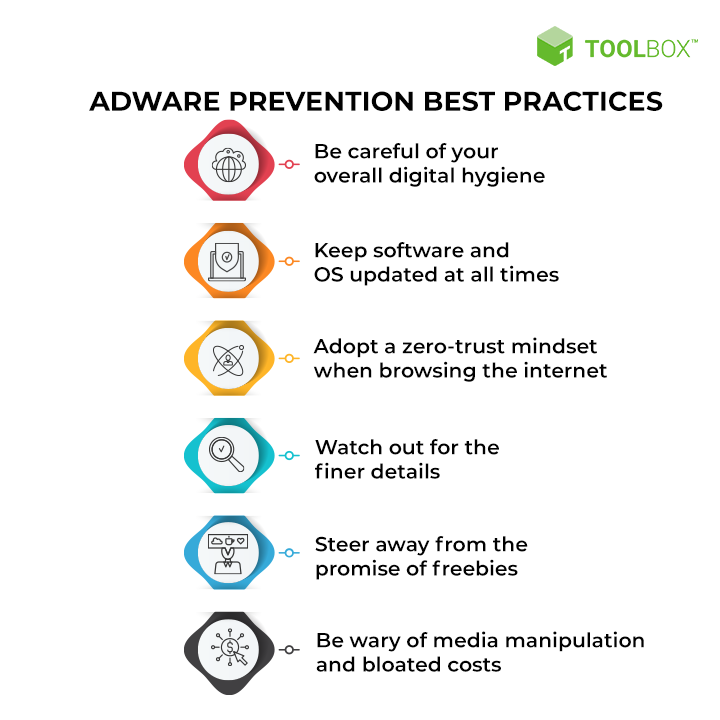 TOOLBOX™
ADWARE PREVENTION BEST PRACTICES
Be careful of your
overall digital hygiene
Keep software and
OS updated at all times
Adopt a zero-trust mindset
when browsing the internet
Watch out for the
finer details
Steer away from the
promise of freebies
Be wary of media manipulation
and bloated costs